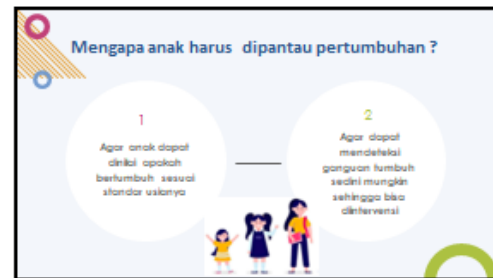 Mengapa anak harus dipantau pertumbuhan ?
1
Agar anak dapat
dinilai apakah
bertumbuh sesuai
standar usianya
2
Agar dapat
mendeteksi
ganguan tumbuh
sedini mungkin
sehingga bisa
diintervensi